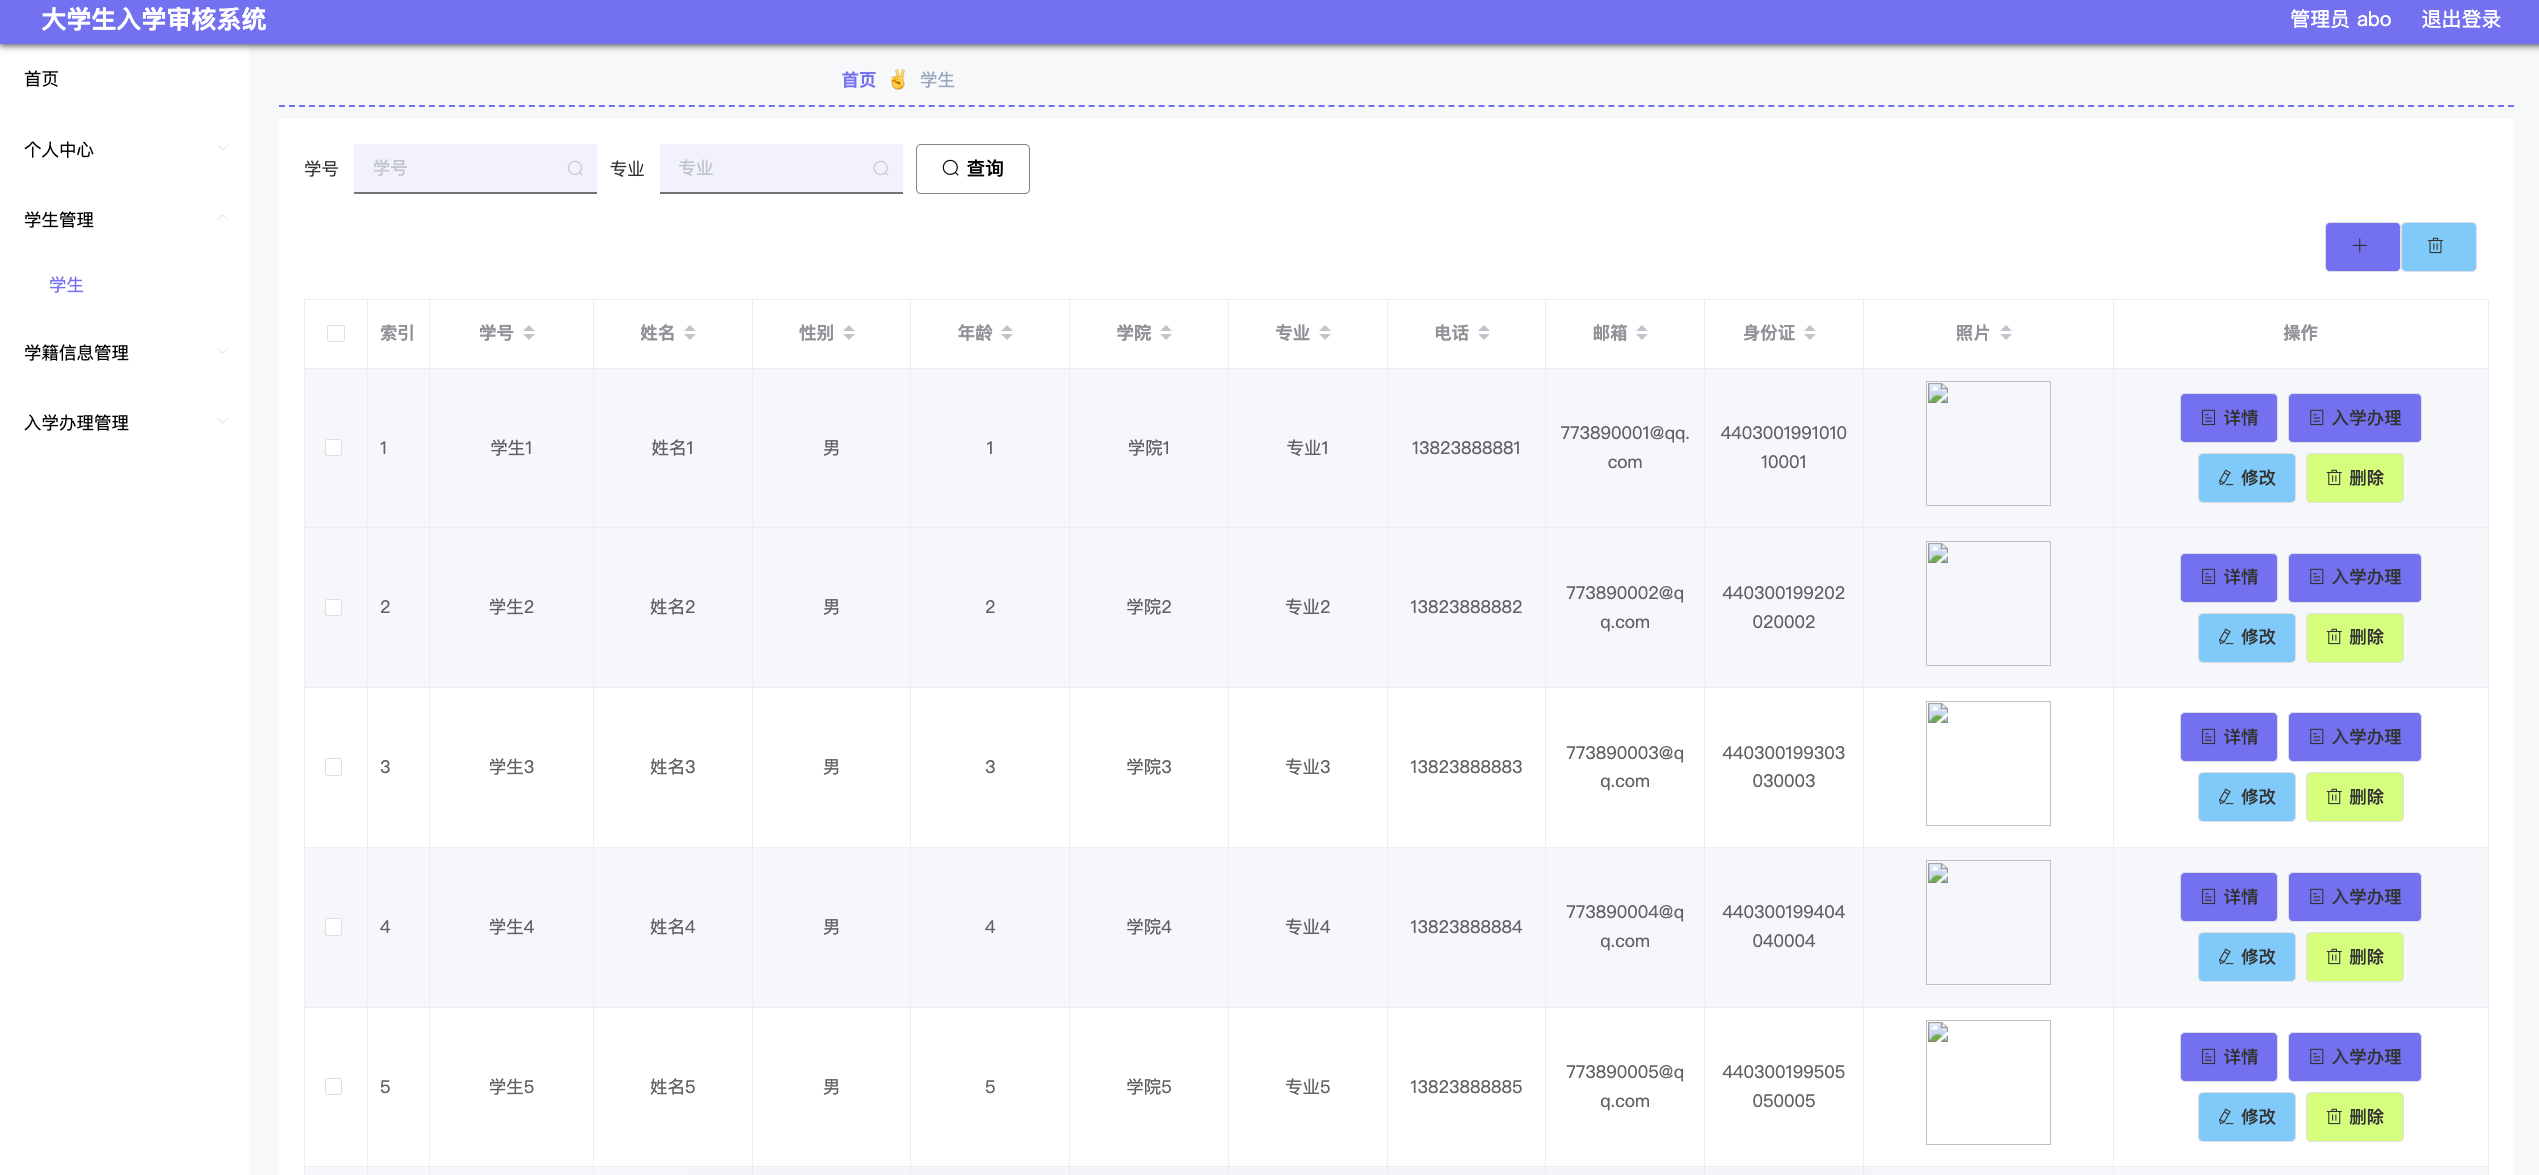 大学生入学审核系统
管理员 abo 退出登录
首页
个人中心
学生管理
学生
学籍信息管理
入学办理管理
首页 ✌ 学生
学号 学号 专业 专业 查询
索引 学号 姓名 性别 年龄 学院 专业 电话 邮箱 身份证 照片 操作
1 学生1 姓名1 男 1 学院1 专业1 13823888881 773890001@qq.
com 4403001991010
10001 详情 入学办理
修改 删除
2 学生2 姓名2 男 2 学院2 专业2 13823888882 773890002@q
q.com 440300199202
020002 详情 入学办理
修改 删除
3 学生3 姓名3 男 3 学院3 专业3 13823888883 773890003@q
q.com 440300199303
030003 详情 入学办理
修改 删除
4 学生4 姓名4 男 4 学院4 专业4 13823888884 773890004@q
q.com 440300199404
040004 详情 入学办理
修改 删除
5 学生5 姓名5 男 5 学院5 专业5 13823888885 773890005@q
q.com 440300199505
050005 详情 入学办理
修改 删除